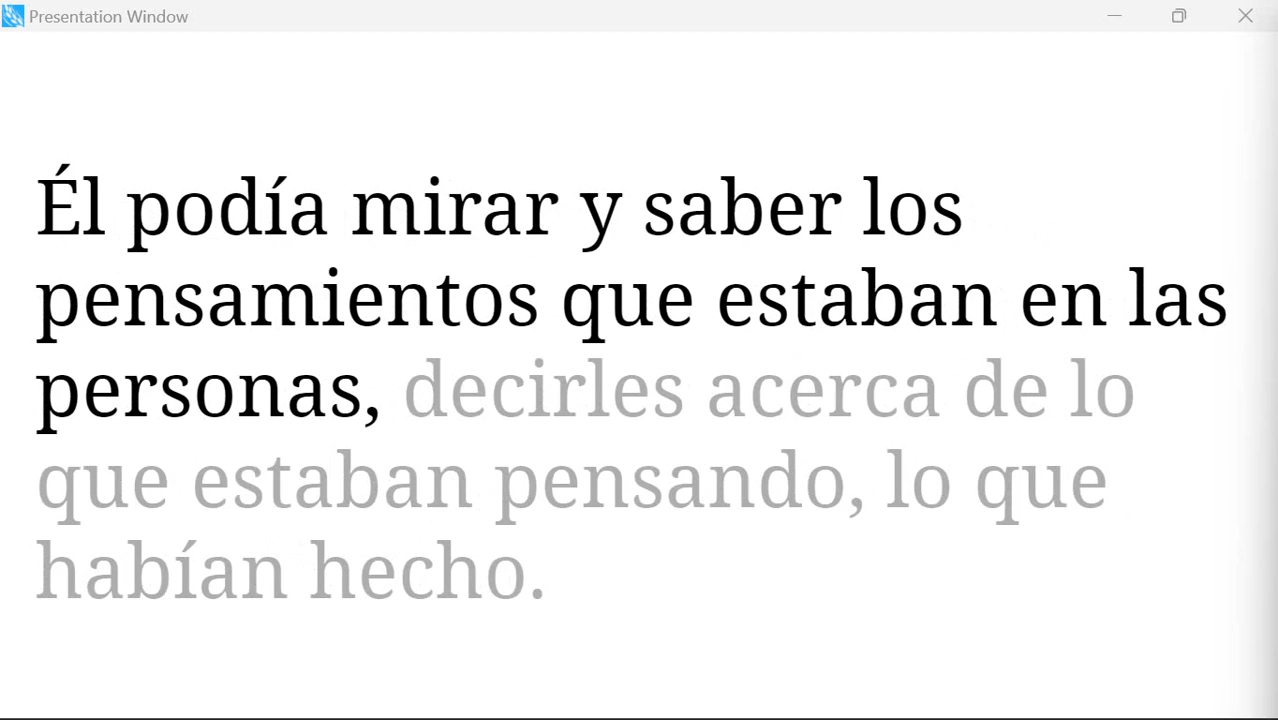 Presentation Window
Él podía mirar y saber los
pensamientos que estaban en las
personas, decirles acerca de lo
que estaban pensando, lo que
habían hecho.